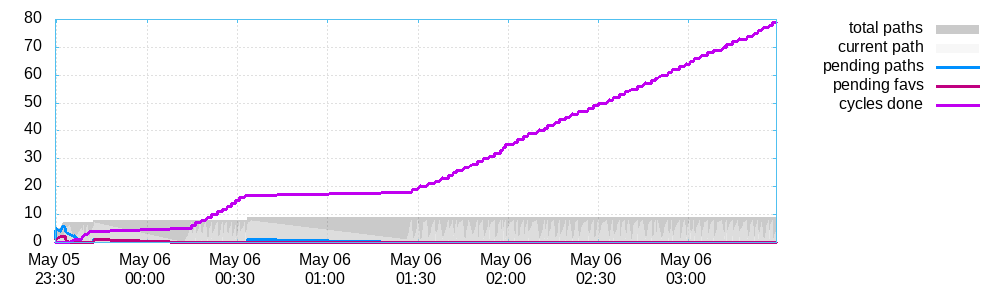 80
70
60
50
40
30
20
10
0
May 05 May 06 May 06 May 06 May 06 May 06 May 06 May 06
23:30 00:00 00:30 01:00 01:30 02:00 02:30 03:00
total paths
current path
pending paths
pending favs
cycles done